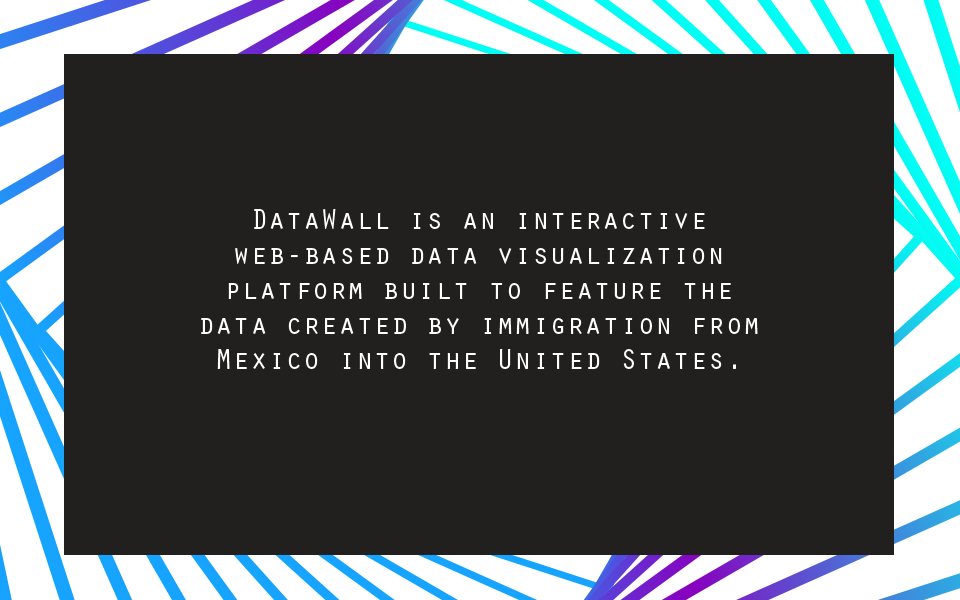 DataWall is an interactive
web-based data visualization
platform built to feature the
data created by immigration from
Mexico into the United States.